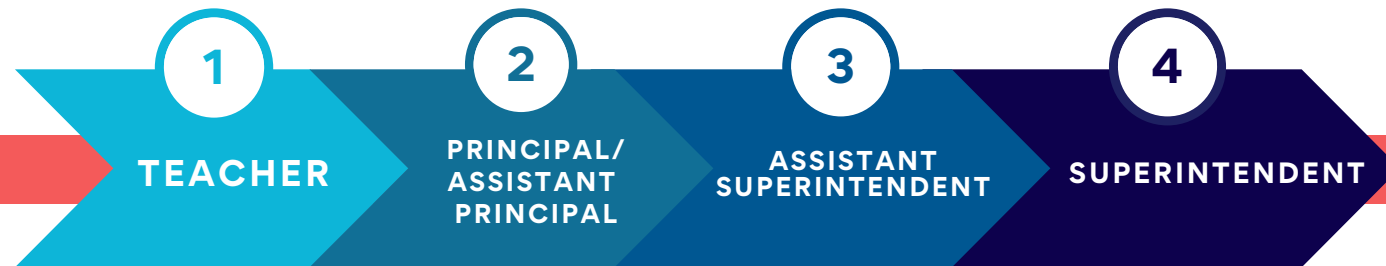 1
TEACHER
2
PRINCIPAL/
ASSISTANT
PRINCIPAL
3
ASSISTANT
SUPERINTENDENT
4
SUPERINTENDENT